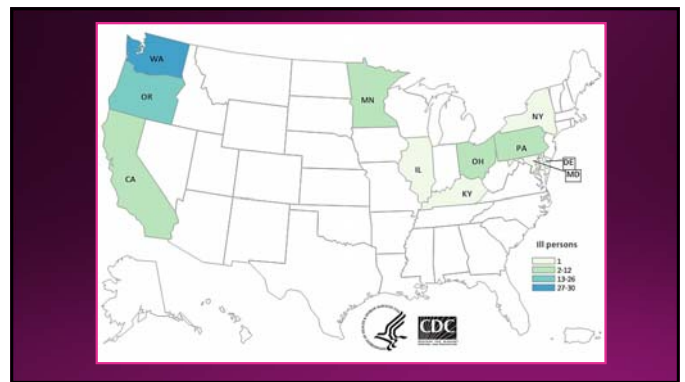 WA
OR
MN
NY
CA
IL
OH
PA
DE
MD
KY
Ill persons
1
2-12
13-26
27-30
CDC